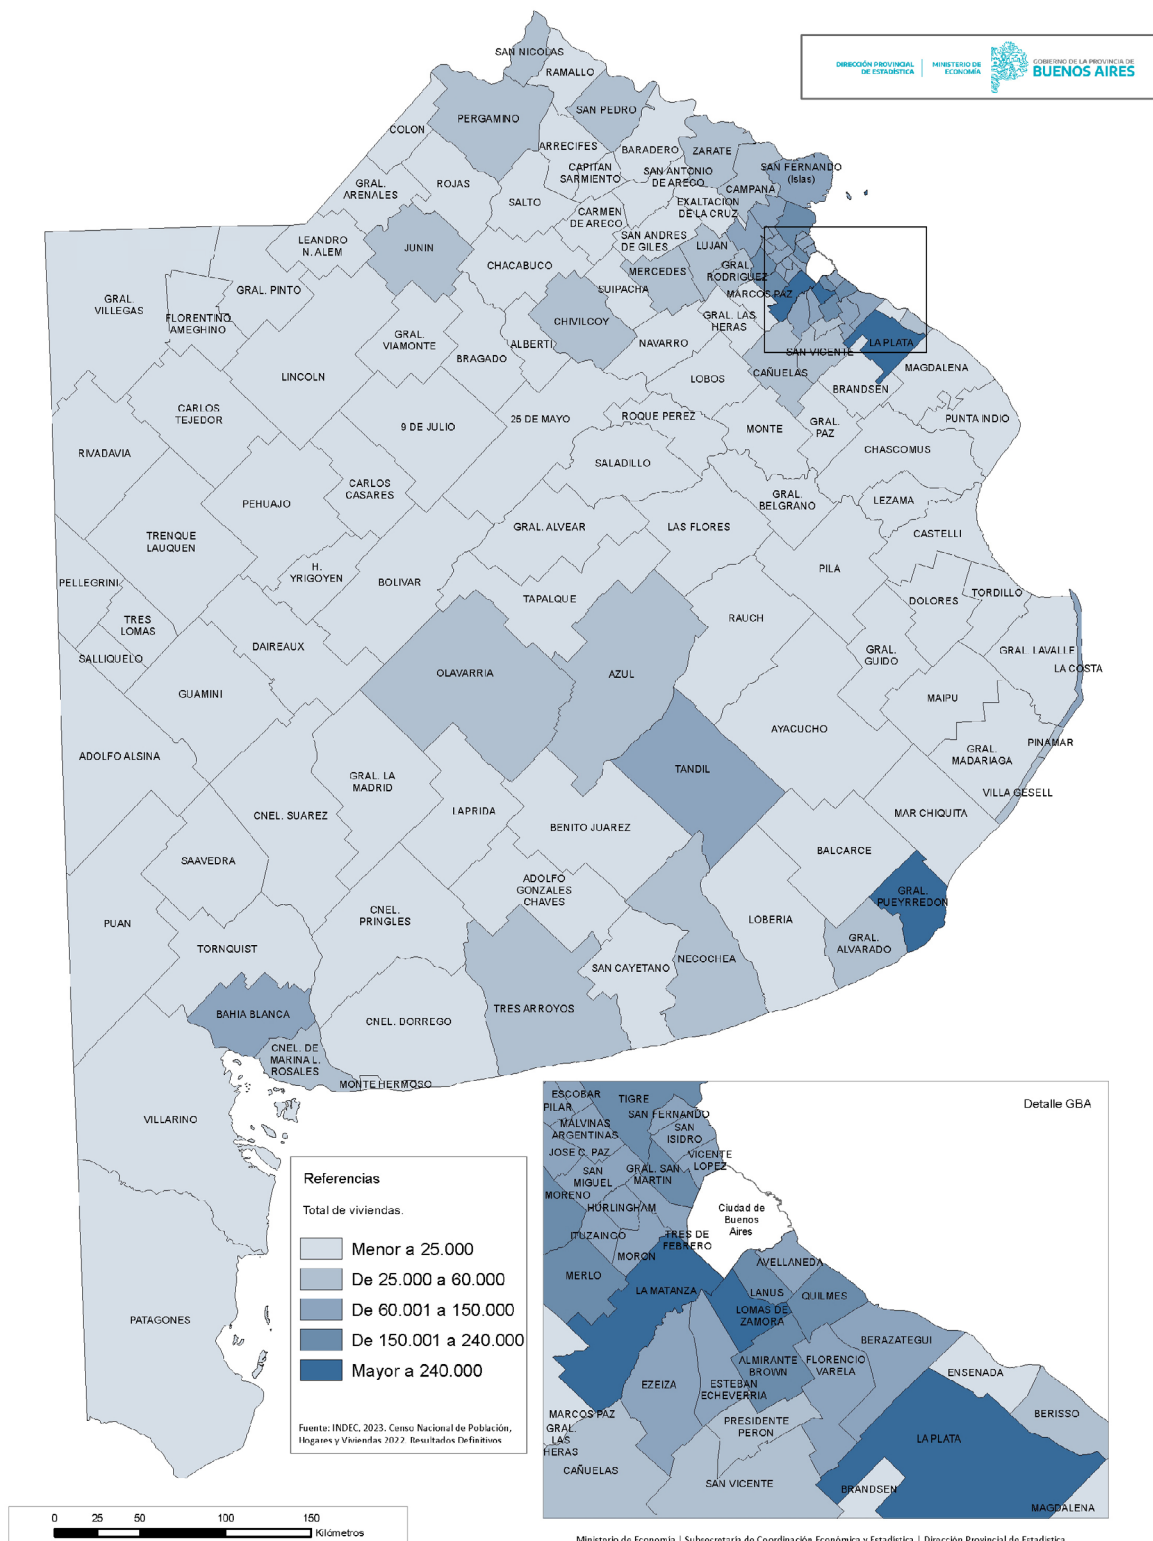 DIRECCIÓN PROVINCIAL
DE ESTADÍSTICA
MINISTERIO DE
ECONOMÍA
GOBIERNO DE LA PROVINCIA DE
BUENOS AIRES
SAN NICOLAS
RAMALLO
SAN PEDRO
PERGAMINO
COLON
ARRECIFES
BARADERO
ZARATE
SAN FERNANDO
(Islas)
CAPITAN
SARMIENTO
SAN ANTONIO
DE ARECO
CAMPANA
GRAL.
ARENALES
ROJAS
SALTO
CARMEN
DE ARECO
EXALTACION
DE LA CRUZ
LEANDRO
N. ALEM
JUNIN
SAN ANDRES
DE GILES
LUJAN
CHACABUCO
MERCEDES
GRAL.
RODRIGUEZ
SUIPACHA
MARCOS PAZ
GRAL.
VILLEGAS
GRAL. PINTO
FLORENTINO
AMEGHINO
CHIVILCOY
GRAL. LAS
HERAS
GRAL.
VIAMONTE
ALBERTI
NAVARRO
SAN VICENTE
LA PLATA
BRAGADO
LINCOLN
LOBOS
CAÑUELAS
MAGDALENA
BRANDSEN
CARLOS
TEJEDOR
9 DE JULIO
25 DE MAYO
ROQUE PEREZ
MONTE
GRAL.
PAZ
PUNTA INDIO
RIVADAVIA
CHASCOMUS
SALADILLO
PEHUAJO
CARLOS
CASARES
GRAL.
BELGRANO
LEZAMA
TRENQUE
LAUQUEN
GRAL. ALVEAR
LAS FLORES
CASTELLI
PELLEGRINI
H.
YRIGOYEN
BOLIVAR
PILA
TAPALQUE
DOLORES
TORDILLO
TRES
LOMAS
RAUCH
SALLIQUELO
DAIREAUX
GRAL.
GUIDO
GRAL. LAVALLE
LA COSTA
OLAVARRIA
AZUL
GUAMINI
MAIPU
AYACUCHO
ADOLFO ALSINA
GRAL.
MADARIAGA
PINAMAR
TANDIL
GRAL. LA
MADRID
VILLA GESELL
CNEL. SUAREZ
LAPRIDA
MAR CHIQUITA
BENITO JUAREZ
SAAVEDRA
BALCARCE
ADOLFO
GONZALES
CHAVES
GRAL.
PUEYRREDON
PUAN
CNEL.
PRINGLES
LOBERIA
TORNQUIST
GRAL.
ALVARADO
SAN CAYETANO
NECOCHEA
BAHIA BLANCA
CNEL. DORREGO
TRES ARROYOS
CNEL. DE
MARINA L.
ROSALES
MONTE HERMOSO
VILLARINO
PATAGONES
Referencias
Total de viviendas.
Menor a 25.000
De 25.000 a 60.000
De 60.001 a 150.000
De 150.001 a 240.000
Mayor a 240.000
Fuente: INDEC, 2023. Censo Nacional de Población,
Hogares y Viviendas 2022. Resultados Definitivos
0 25 50 100 150
Kilómetros
Detalle GBA
ESCOBAR
PILAR
TIGRE
SAN FERNANDO
MALVINAS
ARGENTINAS
SAN
ISIDRO
JOSE C. PAZ
VICENTE
LOPEZ
SAN
MIGUEL
GRAL. SAN
MARTIN
MORENO
HURLINGHAM
Ciudad de
Buenos
Aires
ITUZAINGO
TRES DE
FEBRERO
MORON
AVELLANEDA
MERLO
LA MATANZA
LANUS
QUILMES
LOMAS DE
ZAMORA
BERAZATEGUI
ALMIRANTE
BROWN
FLORENCIO
VARELA
ENSENADA
EZEIZA
ESTEBAN
ECHEVERRIA
BERISSO
MARCOS PAZ
PRESIDENTE
PERON
GRAL.
LAS
HERAS
LA PLATA
CAÑUELAS
SAN VICENTE
BRANDSEN
MAGDALENA
Ministerio de Economía | Subsecretaría de Coordinación Económica y Estadística | Dirección Provincial de Estadística